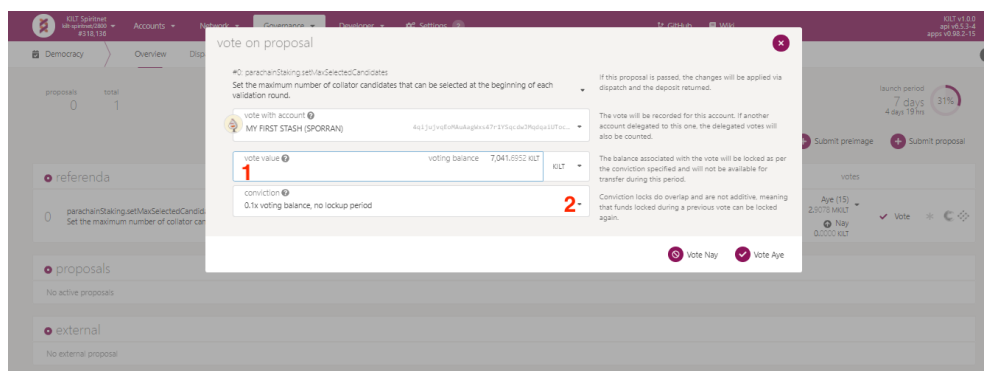 KILT Spiritnet
kilt-spiritnet/2800
#318,136
Accounts
Network
Governance
Developer
Settings
GitHub
Wiki
KILT v1.0.0
api v6.5.3-4
apps v0.98.2-15
Democracy
Overview
vote on proposal
#0: parachainStaking.setMaxSelectedCandidates
Set the maximum number of collator candidates that can be selected at the beginning of each
validation round.
If this proposal is passed, the changes will be applied via
dispatch and the deposit returned.
vote with account
MY FIRST STASH (SPORRAN)
The vote will be recorded for this account. If another
account delegated to this one, the delegated votes will
also be counted.
vote value
voting balance 7,041.6952 KILT
KILT
1
The balance associated with the vote will be locked as per
the conviction specified and will not be available for
transfer during this period.
conviction
0.1x voting balance, no lockup period
2
Conviction locks do overlap and are not additive, meaning
that funds locked during a previous vote can be locked
again.
Vote Nay
Vote Aye
proposals
0
total
1
launch period
7 days
4 days 19 hrs
31%
Submit preimage
Submit proposal
referenda
votes
0
parachainStaking.setMaxSelectedCandid
Set the maximum number of collator can
Aye (15)
2.9078 MKILT
Nay
0.0000 KILT
Vote
proposals
No active proposals
external
No external proposal